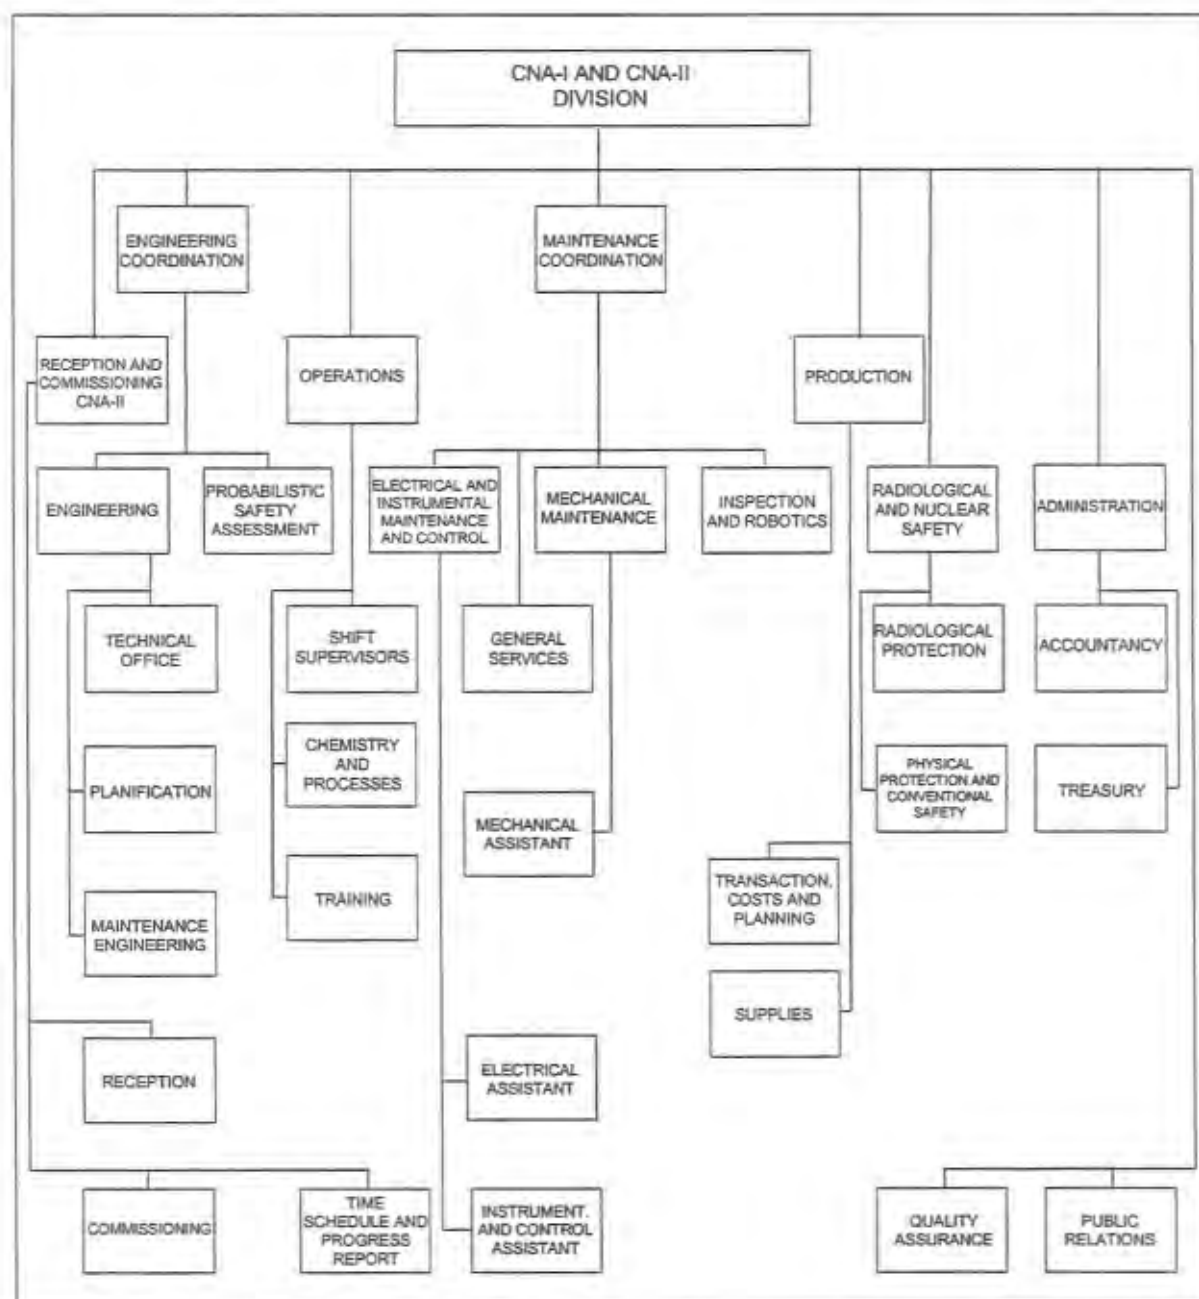 CNA-I AND CNA-II
DIVISION
ENGINEERING
COORDINATION
MAINTENANCE
COORDINATION
RECEPTION AND
COMMISSIONING
CNA-II
OPERATIONS
PRODUCTION
ENGINEERING
PROBABILISTIC
SAFETY
ASSESSMENT
ELECTRICAL AND
INSTRUMENTAL
MAINTENANCE
AND CONTROL
MECHANICAL
MAINTENANCE
INSPECTION
AND ROBOTICS
RADIOLOGICAL
AND NUCLEAR
SAFETY
ADMINISTRATION
TECHNICAL
OFFICE
SHIFT
SUPERVISORS
GENERAL
SERVICES
RADIOLOGICAL
PROTECTION
ACCOUNTANCY
PLANIFICATION
CHEMISTRY
AND
PROCESSES
MECHANICAL
ASSISTANT
PHYSICAL
PROTECTION AND
CONVENTIONAL
SAFETY
TREASURY
MAINTENANCE
ENGINEERING
TRAINING
TRANSACTION,
COSTS AND
PLANNING
SUPPLIES
RECEPTION
ELECTRICAL
ASSISTANT
COMMISSIONING
TIME
SCHEDULE AND
PROGRESS
REPORT
INSTRUMENT.
AND CONTROL
ASSISTANT
QUALITY
ASSURANCE
PUBLIC
RELATIONS